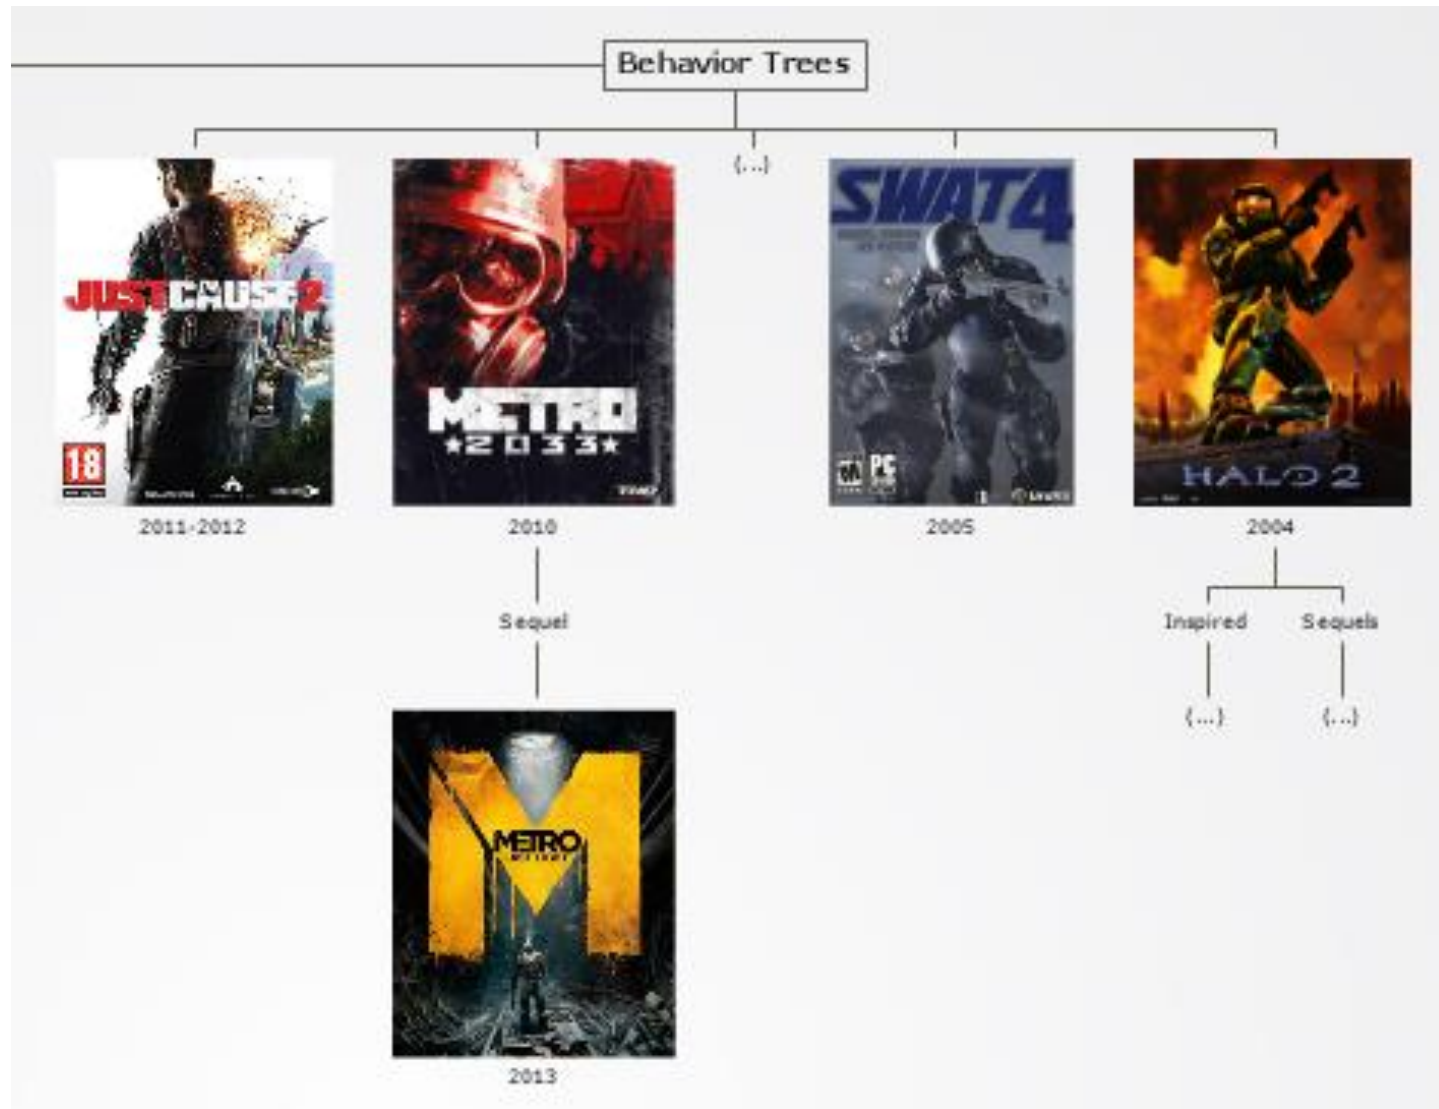 Behavior Trees
(...)
JUST CAUSE 2
18
METRO
2033
SWAT 4
PC
HALO 2
2011-2012
2010
2005
2004
Sequel
Inspired
Sequels
(...)
(...)
METRO
2013